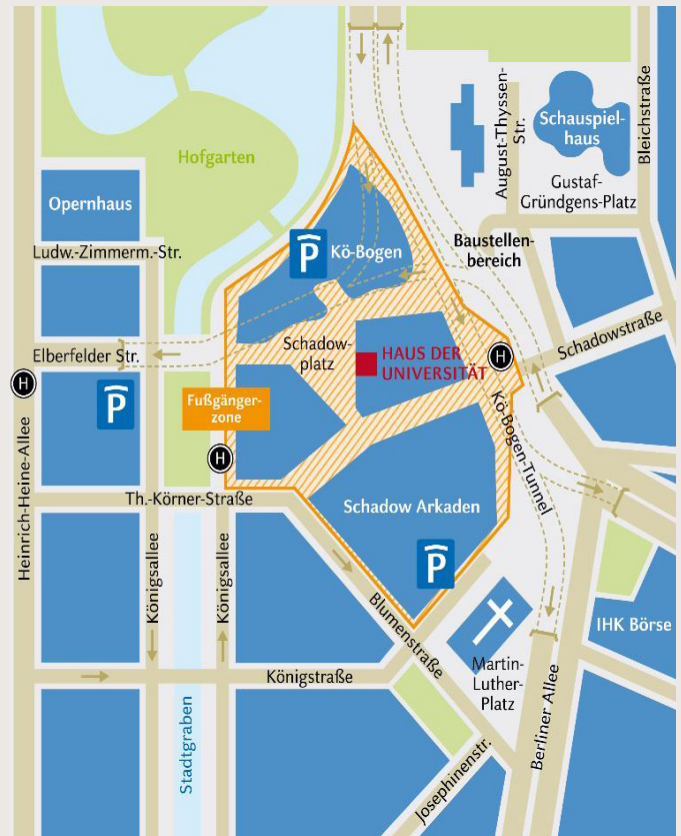 Hofgarten
Opernhaus
Ludw.-Zimmerm.-Str.
Elberfelder Str.
P
P
Kö-Bogen
August-Thyssen-
Str.
Schauspiel-
haus
Bleichstraße
Gustaf-
Gründgens-Platz
Baustellen-
bereich
Schadow-
platz
HAUS DER
UNIVERSITÄT
H
Schadowstraße
H
Fußgänger-
zone
H
Kö-Bogen-Tunnel
Heinrich-Heine-Allee
Th.-Körner-Straße
Schadow Arkaden
P
Königsallee
Königsallee
Blumenstraße
IHK Börse
Martin-
Luther-
Platz
Königstraße
Stadtgraben
Berliner Allee
Josephinenstr.